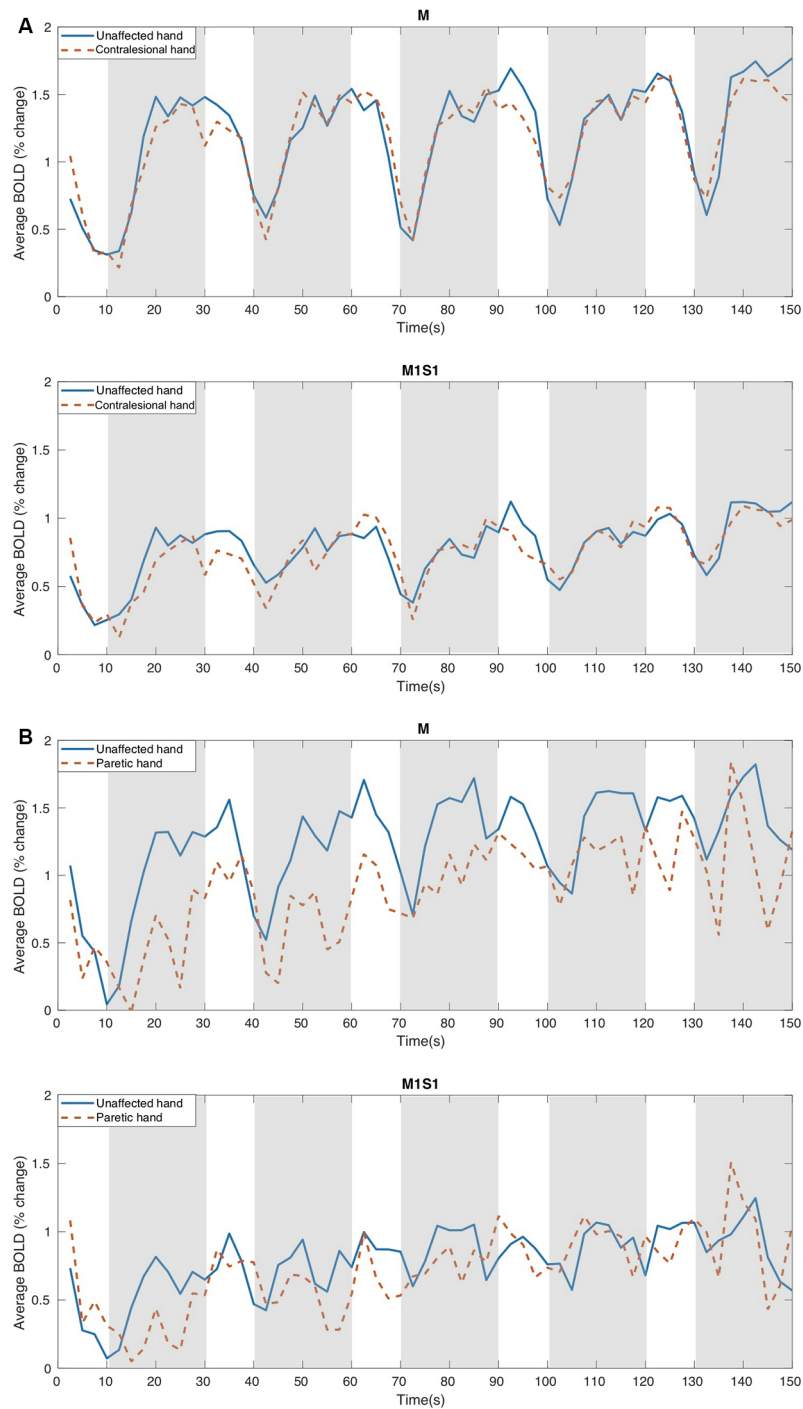 A
M
Unaffected hand
Contralesional hand
Average BOLD (% change)
2
1.5
1
0.5
0
0 10 20 30 40 50 60 70 80 90 100 110 120 130 140 150
Time(s)
M1S1
Unaffected hand
Contralesional hand
Average BOLD (% change)
2
1.5
1
0.5
0
0 10 20 30 40 50 60 70 80 90 100 110 120 130 140 150
Time(s)
B
M
Unaffected hand
Paretic hand
Average BOLD (% change)
2
1.5
1
0.5
0
0 10 20 30 40 50 60 70 80 90 100 110 120 130 140 150
Time(s)
M1S1
Unaffected hand
Paretic hand
Average BOLD (% change)
2
1.5
1
0.5
0
0 10 20 30 40 50 60 70 80 90 100 110 120 130 140 150
Time(s)